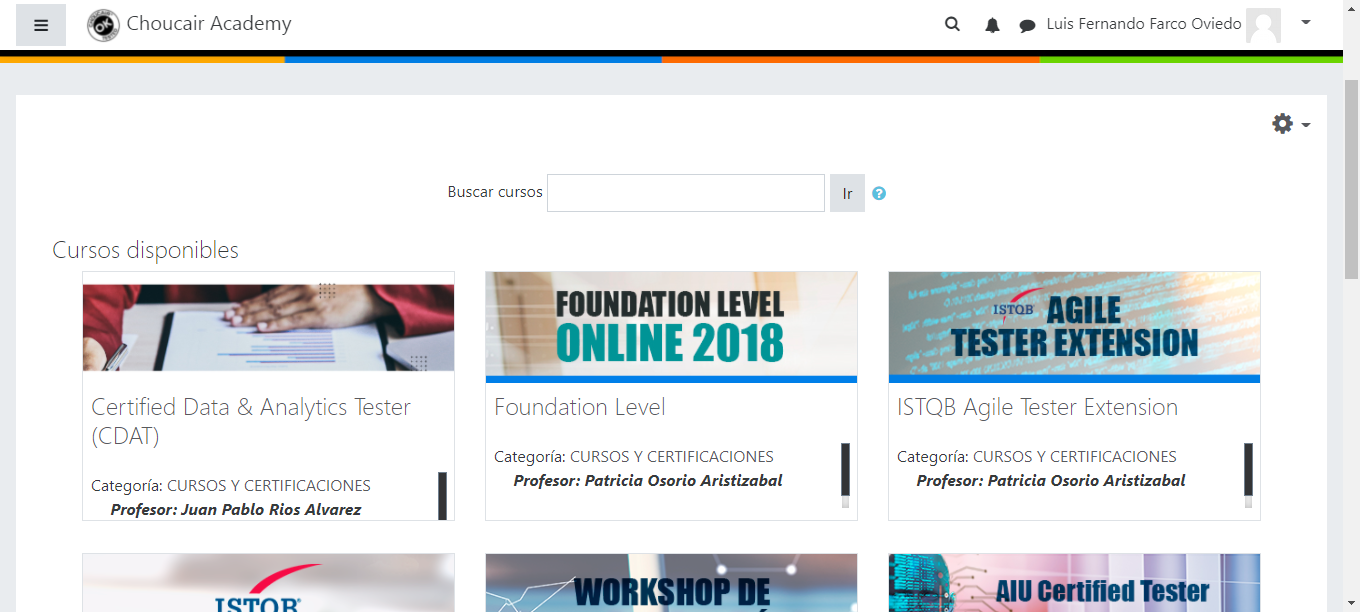 Choucair Academy
Luis Fernando Farco Oviedo
Buscar cursos
Ir
Cursos disponibles
FOUNDATION LEVEL
ONLINE 2018
ISTQB AGILE
TESTER EXTENSION
Certified Data & Analytics Tester
(CDAT)
Categoría: CURSOS Y CERTIFICACIONES
Profesor: Juan Pablo Rios Alvarez
Foundation Level
Categoría: CURSOS Y CERTIFICACIONES
Profesor: Patricia Osorio Aristizabal
ISTQB Agile Tester Extension
Categoría: CURSOS Y CERTIFICACIONES
Profesor: Patricia Osorio Aristizabal
ISTQB
WORKSHOP DE
AIU Certified Tester